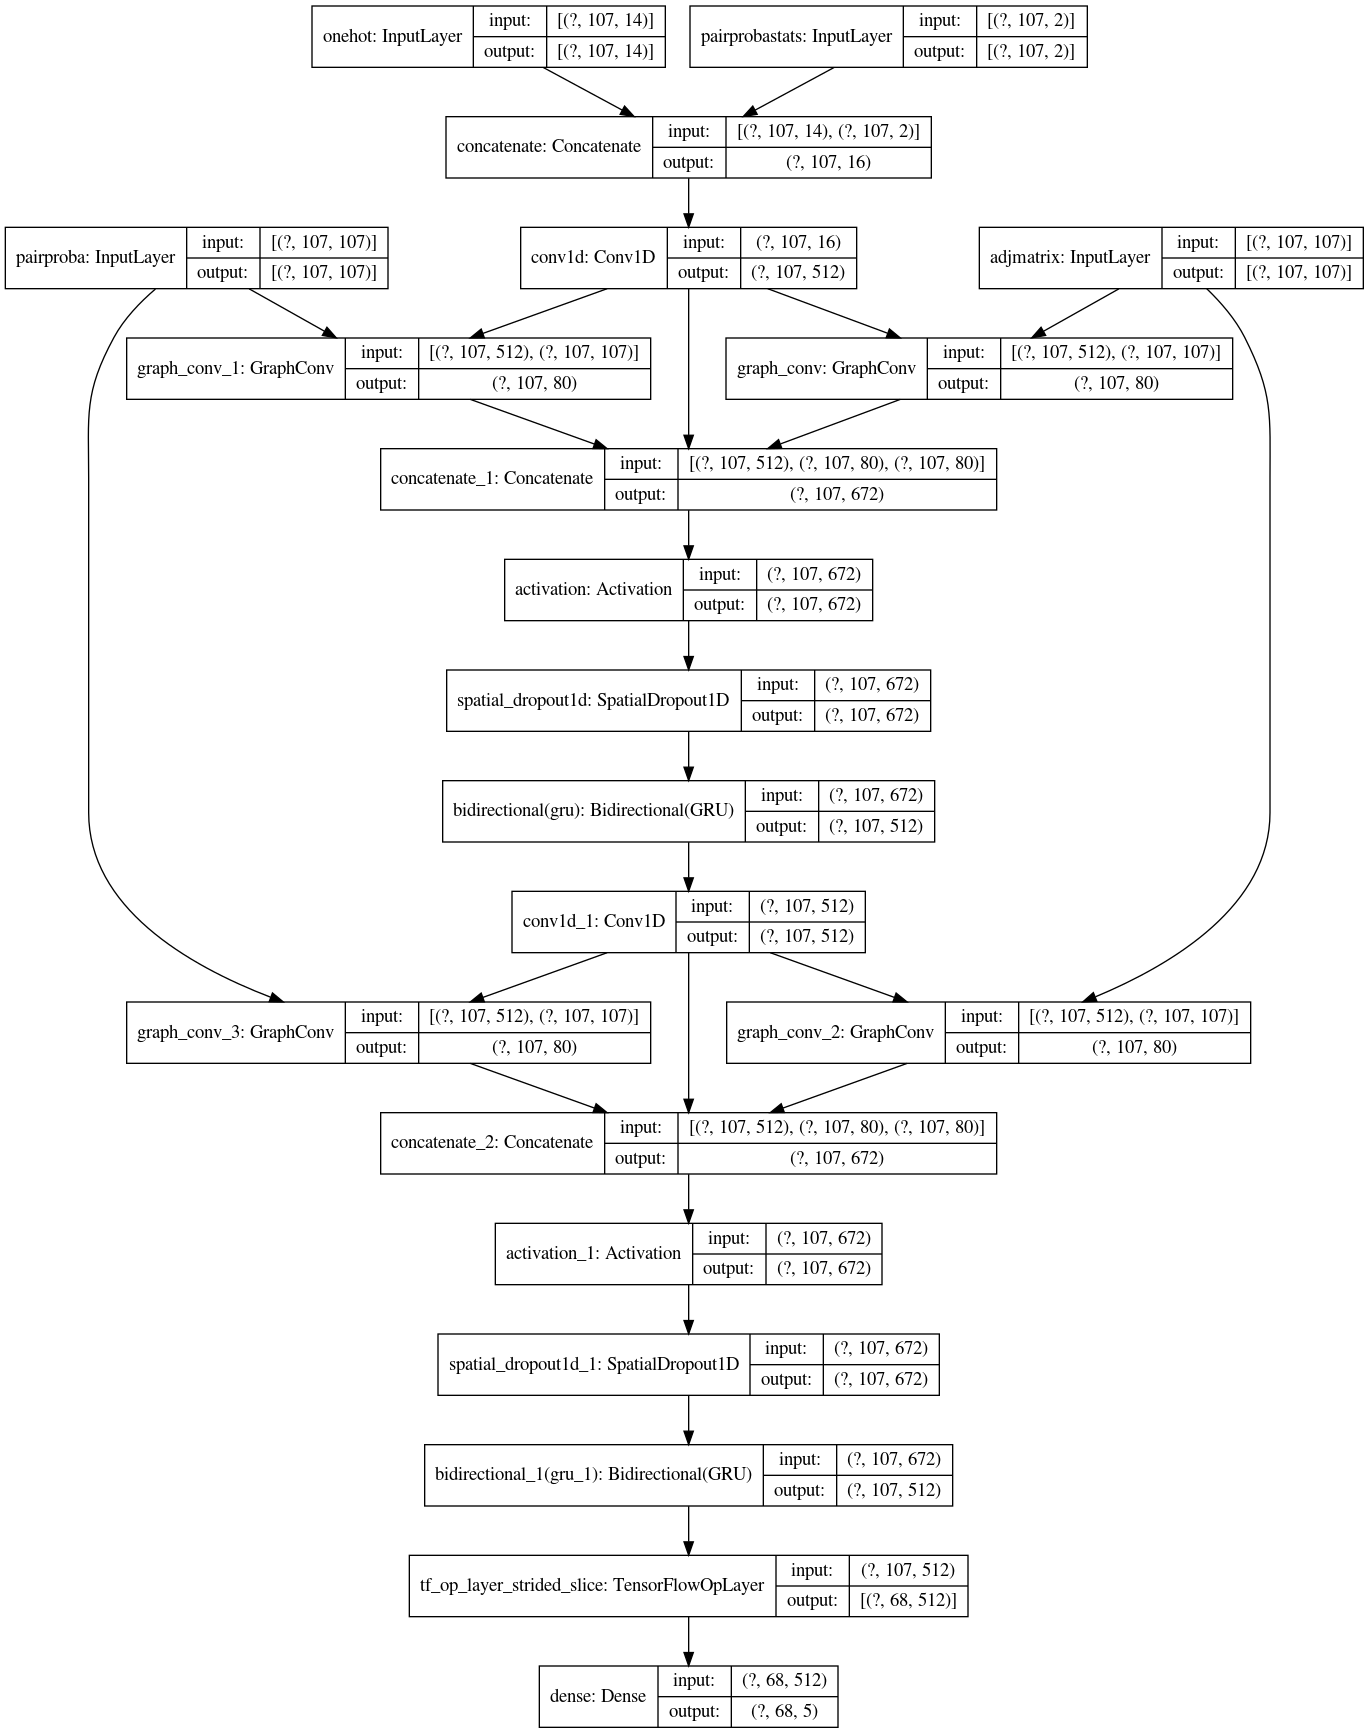 onehot: InputLayer
input:
[(?, 107, 14)]
output:
[(?, 107, 14)]
pairprobastats: InputLayer
input:
[(?, 107, 2)]
output:
[(?, 107, 2)]
concatenate: Concatenate
input:
[(?, 107, 14), (?, 107, 2)]
output:
(?, 107, 16)
pairproba: InputLayer
input:
[(?, 107, 107)]
output:
[(?, 107, 107)]
conv1d: Conv1D
input:
(?, 107, 16)
output:
(?, 107, 512)
adjmatrix: InputLayer
input:
[(?, 107, 107)]
output:
[(?, 107, 107)]
graph_conv_1: GraphConv
input:
[(?, 107, 512), (?, 107, 107)]
output:
(?, 107, 80)
graph_conv: GraphConv
input:
[(?, 107, 512), (?, 107, 107)]
output:
(?, 107, 80)
concatenate_1: Concatenate
input:
[(?, 107, 512), (?, 107, 80), (?, 107, 80)]
output:
(?, 107, 672)
activation: Activation
input:
(?, 107, 672)
output:
(?, 107, 672)
spatial_dropout1d: SpatialDropout1D
input:
(?, 107, 672)
output:
(?, 107, 672)
bidirectional(gru): Bidirectional(GRU)
input:
(?, 107, 672)
output:
(?, 107, 512)
conv1d_1: Conv1D
input:
(?, 107, 512)
output:
(?, 107, 512)
graph_conv_3: GraphConv
input:
[(?, 107, 512), (?, 107, 107)]
output:
(?, 107, 80)
graph_conv_2: GraphConv
input:
[(?, 107, 512), (?, 107, 107)]
output:
(?, 107, 80)
concatenate_2: Concatenate
input:
[(?, 107, 512), (?, 107, 80), (?, 107, 80)]
output:
(?, 107, 672)
activation_1: Activation
input:
(?, 107, 672)
output:
(?, 107, 672)
spatial_dropout1d_1: SpatialDropout1D
input:
(?, 107, 672)
output:
(?, 107, 672)
bidirectional_1(gru_1): Bidirectional(GRU)
input:
(?, 107, 672)
output:
(?, 107, 512)
tf_op_layer_strided_slice: TensorFlowOpLayer
input:
(?, 107, 512)
output:
[(?, 68, 512)]
dense: Dense
input:
(?, 68, 512)
output:
(?, 68, 5)